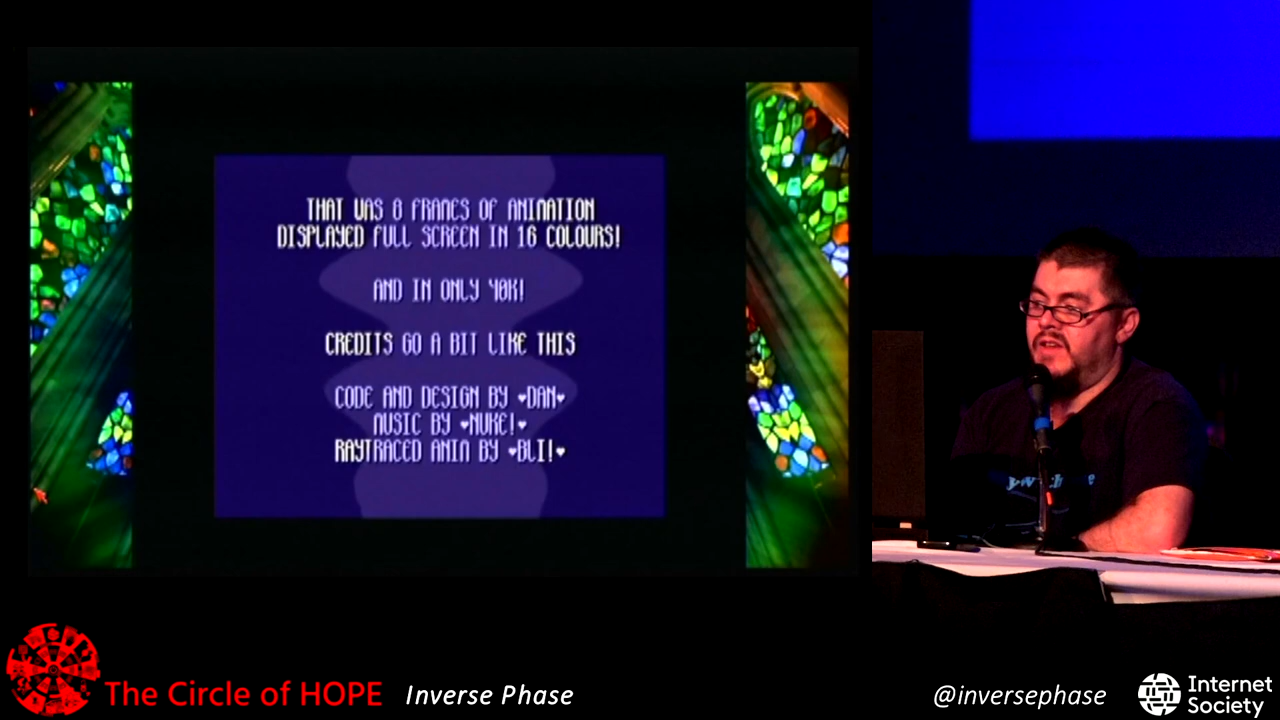 THAT WAS 8 FRAMES OF ANIMATION
DISPLAYED FULL SCREEN IN 16 COLOURS!
AND IN ONLY 40K!
CREDITS GO A BIT LIKE THIS
CODE AND DESIGN BY ♥DAN♥
MUSIC BY ♥NUKE!♥
RAYTRACED ANIM BY ♥BLI!♥
The Circle of HOPE
Inverse Phase
@inversephase
Internet
Society